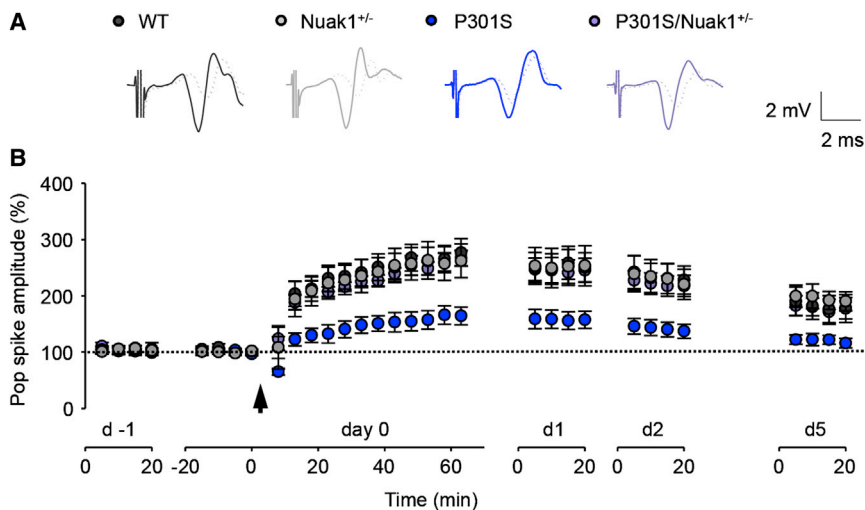 A
WT
Nuak1+/-
P301S
P301S/Nuak1+/-
2 mV
2 ms
B
Pop spike amplitude (%)
400
300
200
100
0
d -1
day 0
d1
d2
d5
0 20 -20 0 20 40 60 0 20 0 20 0 20
Time (min)